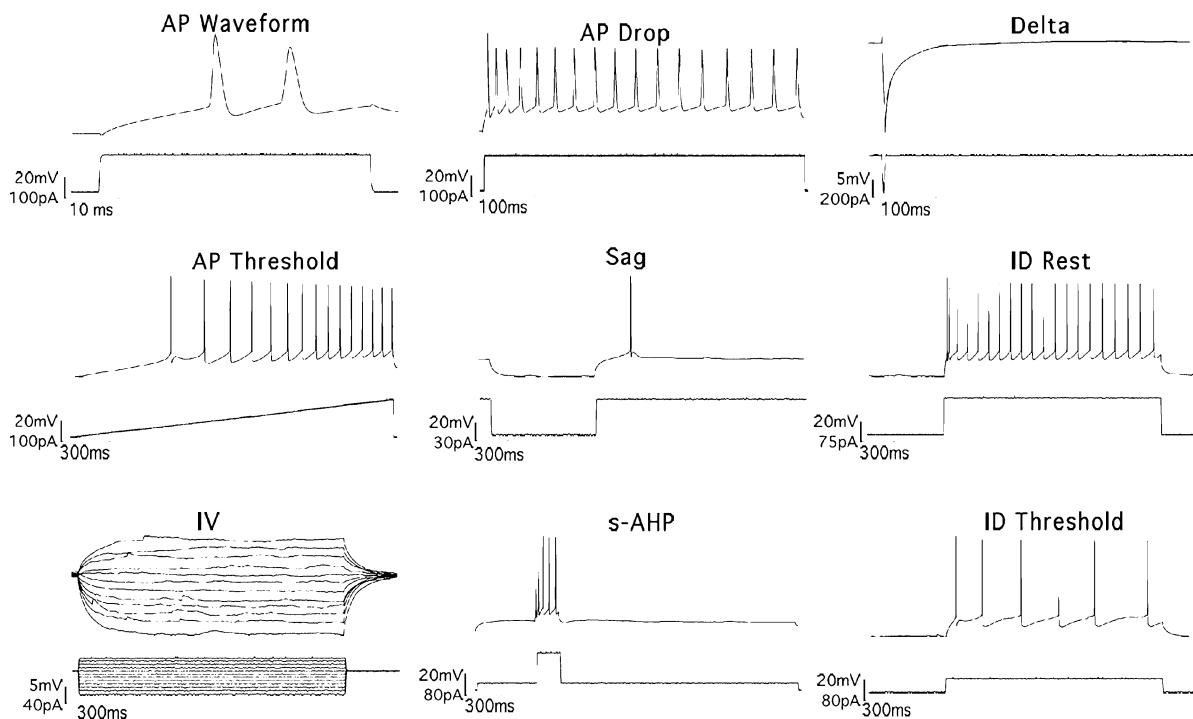 AP Waveform
20mV
100pA
10 ms
AP Drop
20mV
100pA
100ms
Delta
5mV
200pA
100ms
AP Threshold
20mV
100pA
300ms
Sag
20mV
30pA
300ms
ID Rest
20mV
75pA
300ms
IV
5mV
40pA
300ms
s-AHP
20mV
80pA
300ms
ID Threshold
20mV
80pA
300ms